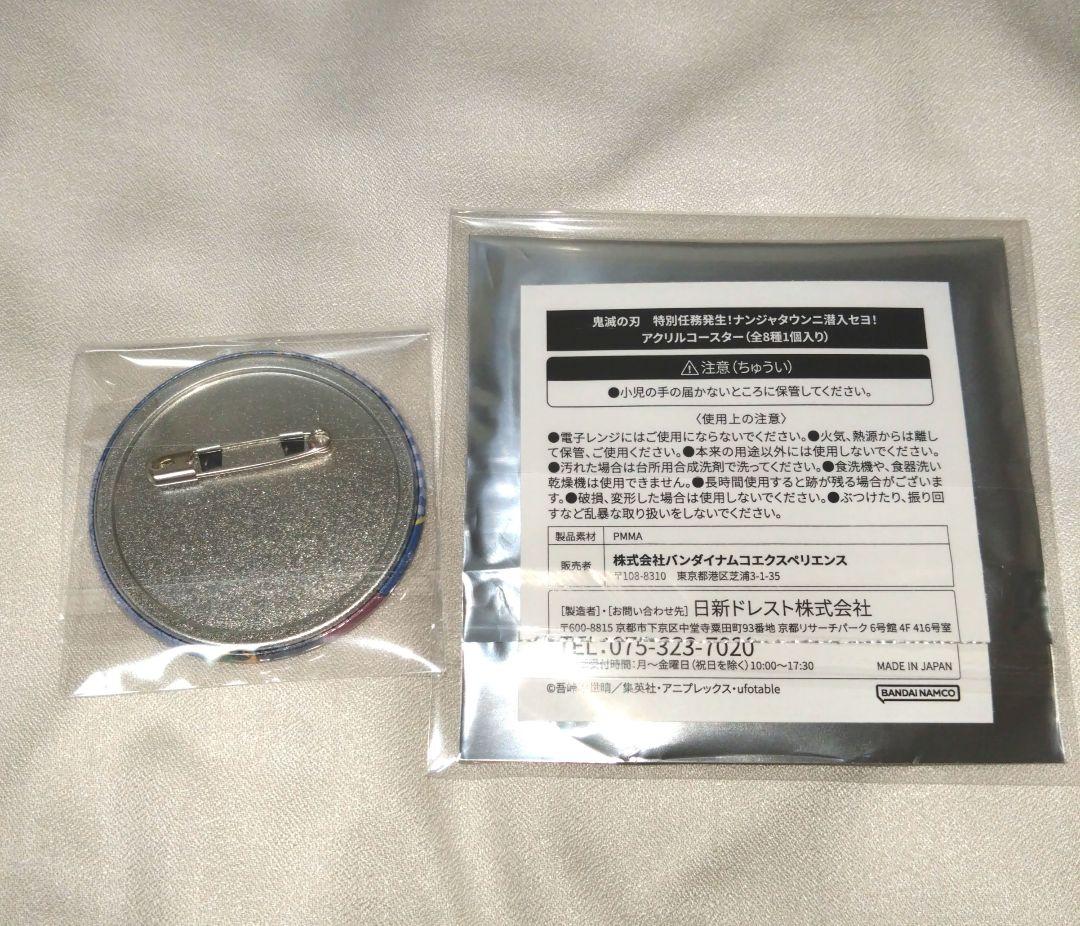 鬼滅の刃 特別任務発生!ナンジャタウンニ潜入セヨ!
アクリルコースター(全8種1個入り)
⚠注意(ちゅうい)
●小児の手の届かないところに保管してください。
〈使用上の注意〉
●電子レンジにはご使用にならないでください。●火気、熱源からは離し
て保管、ご使用ください。●本来の用途以外には使用しないでください。
●汚れた場合は台所用合成洗剤で洗ってください。●食洗機や、食器洗い
乾燥機は使用できません。●長時間使用すると跡が残る場合がございま
す。●破損、変形した場合は使用しないでください。●ぶつけたり、振り回
すなど乱暴な取り扱いをしないでください。
製品素材 PMMA
販売者 株式会社バンダイナムコエクスペリエンス
〒108-8310 東京都港区芝浦3-1-35
[製造者]・[お問い合わせ先] 日新ドレスト株式会社
〒600-8815 京都市下京区中堂寺粟田町93番地 京都リサーチパーク6号館 4F 416号室
TEL:075-323-7020
受付時間:月〜金曜日(祝日を除く)10:00〜17:30 MADE IN JAPAN
©吾峠 世晴/集英社・アニプレックス・ufotable BANDAI NAMCO